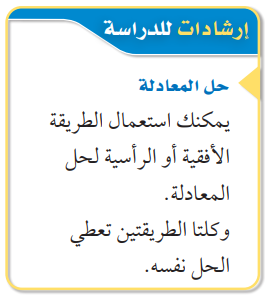 إرشادات للدراسة
حل المعادلة
يمكنك استعمال الطريقة
الأفقية أو الرأسية لحل
المعادلة.
وكلتا الطريقتين تعطي
الحل نفسه.